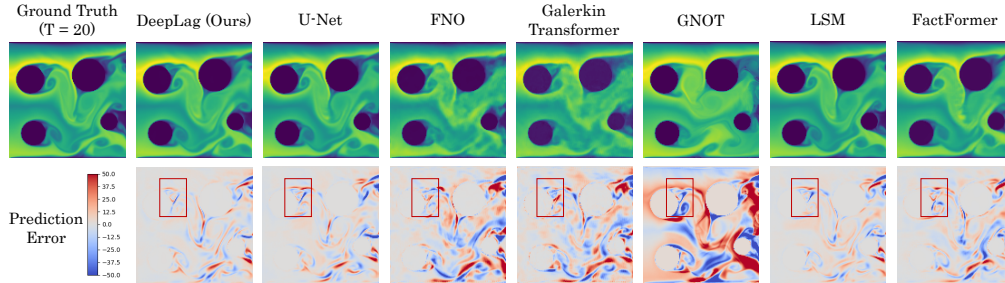 Ground Truth
(T = 20)
DeepLag (Ours)
U-Net
FNO
Galerkin
Transformer
GNOT
LSM
FactFormer
Prediction
Error
50.0
37.5
25.0
12.5
0.0
−12.5
−25.0
−37.5
−50.0